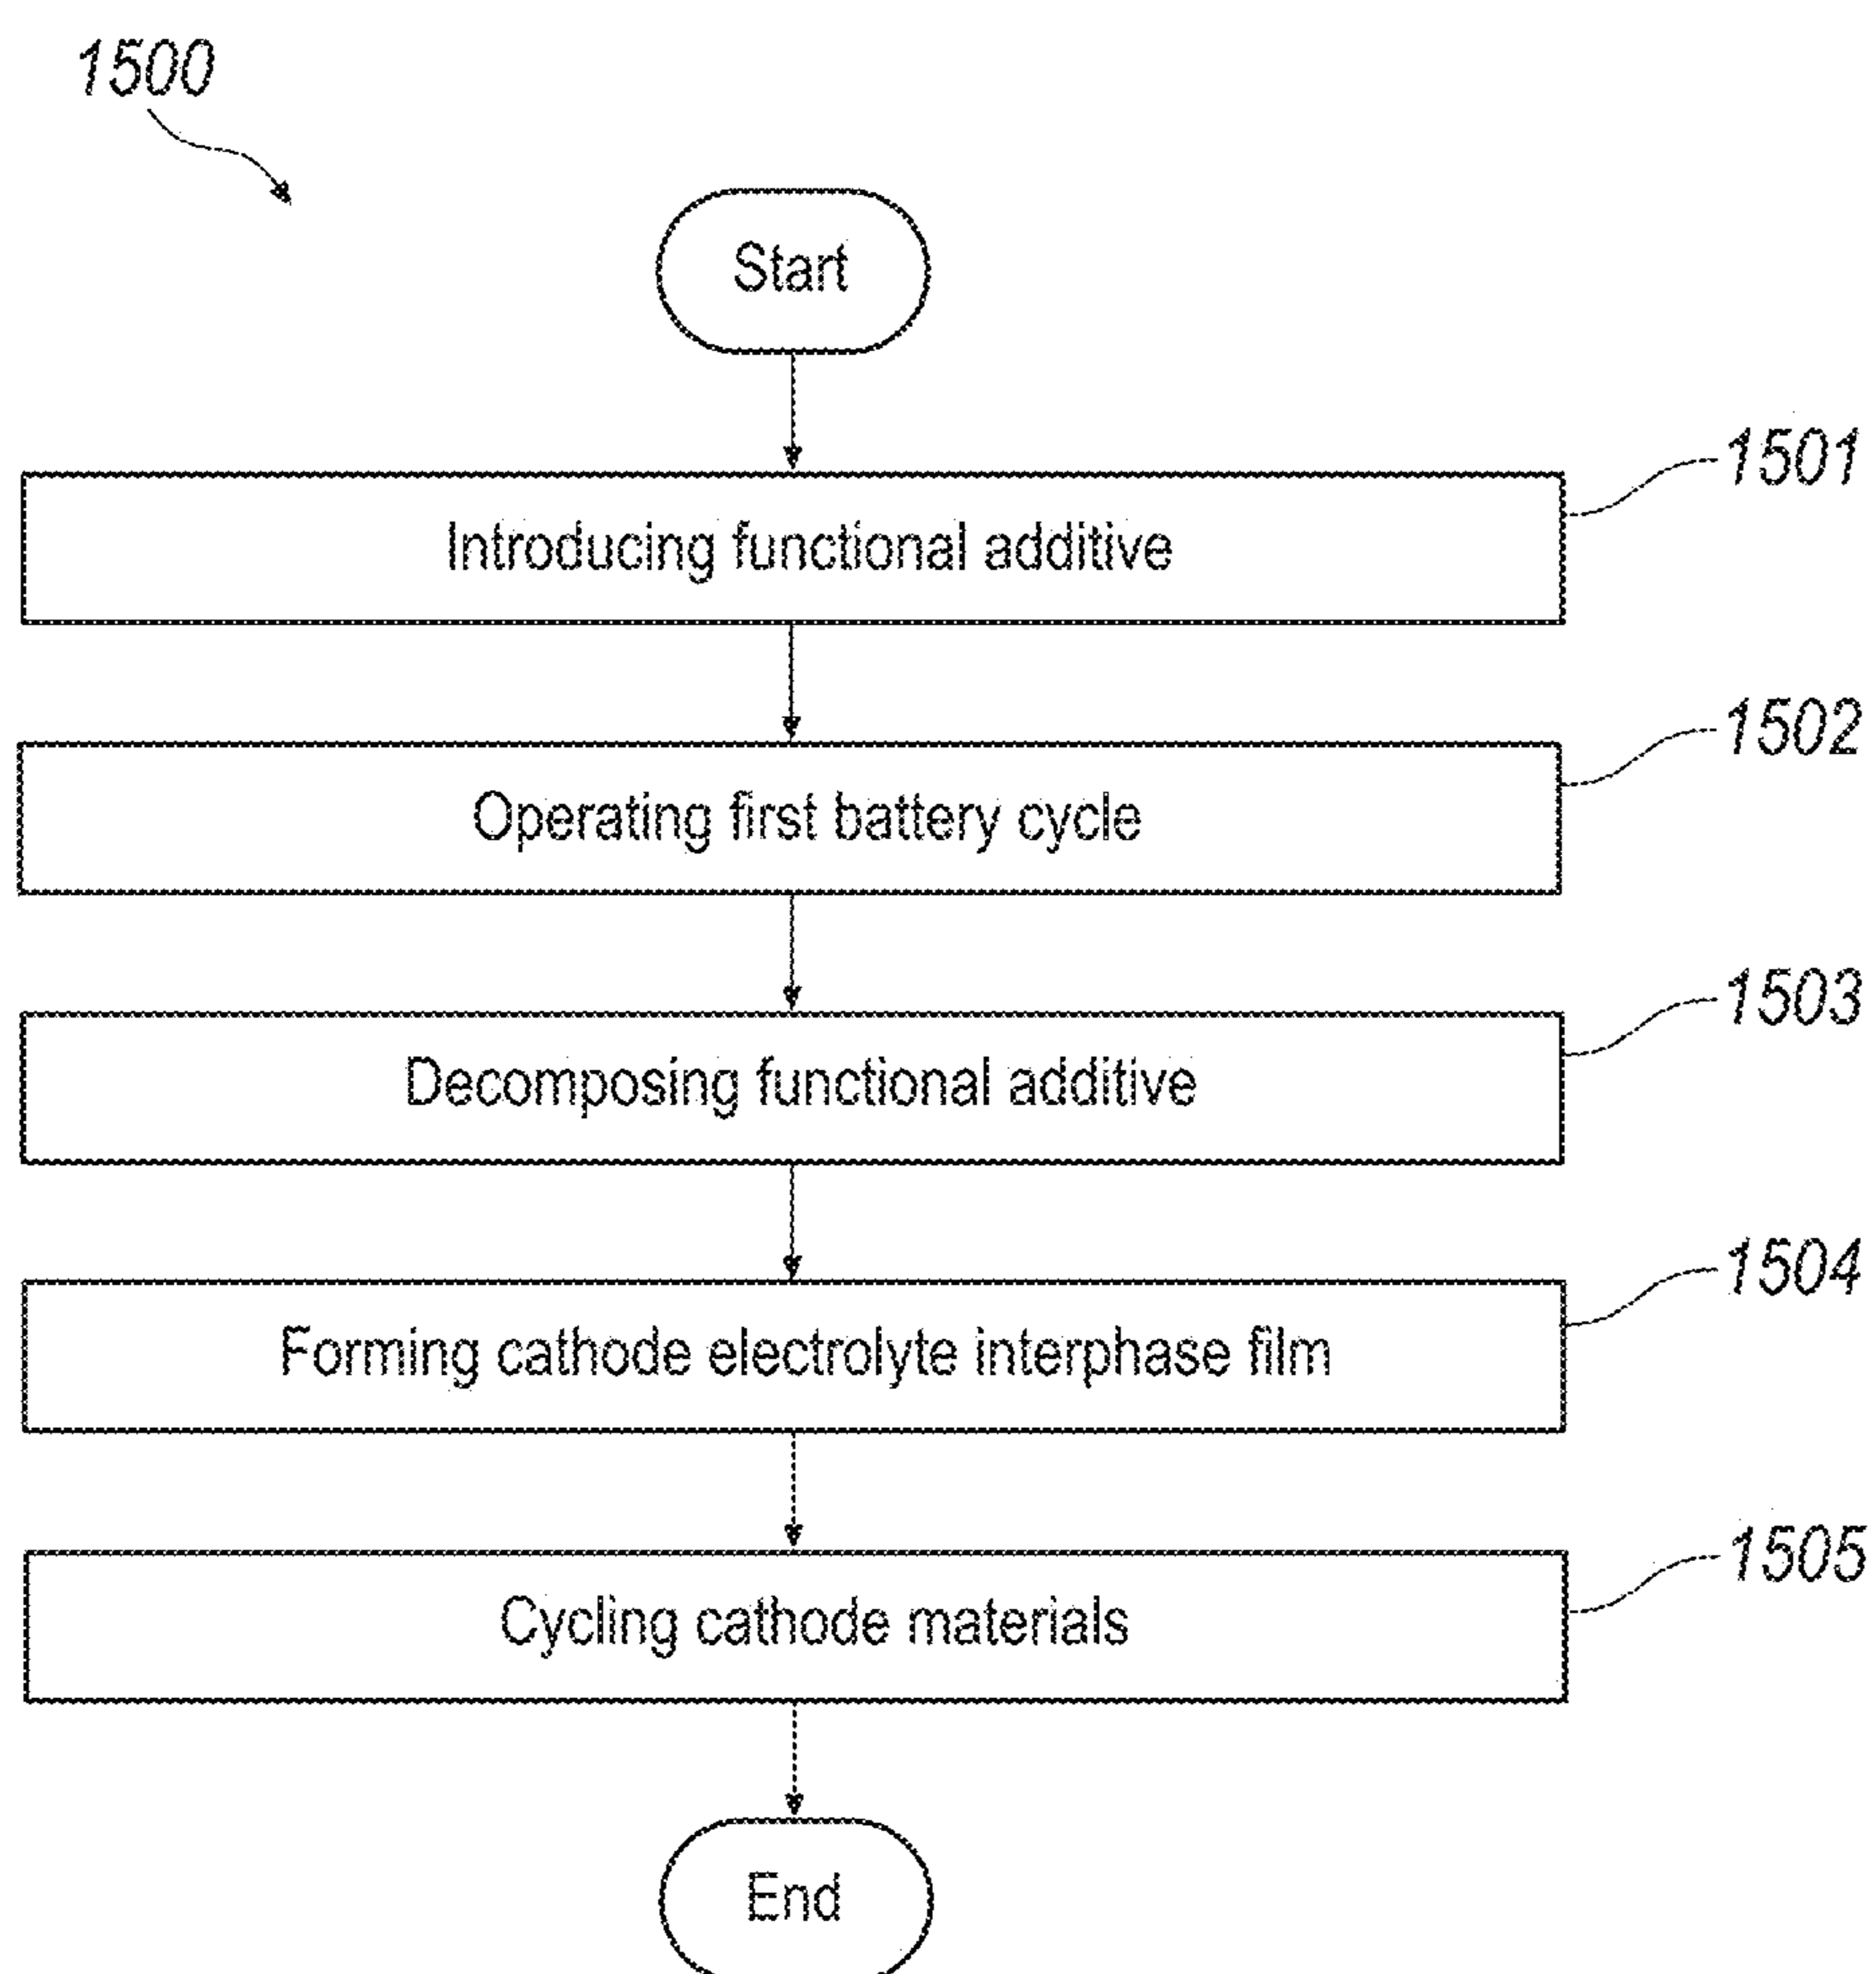 1500
Start
1501
Introducing functional additive
1502
Operating first battery cycle
1503
Decomposing functional additive
1504
Forming cathode electrolyte interphase film
1505
Cycling cathode materials
End